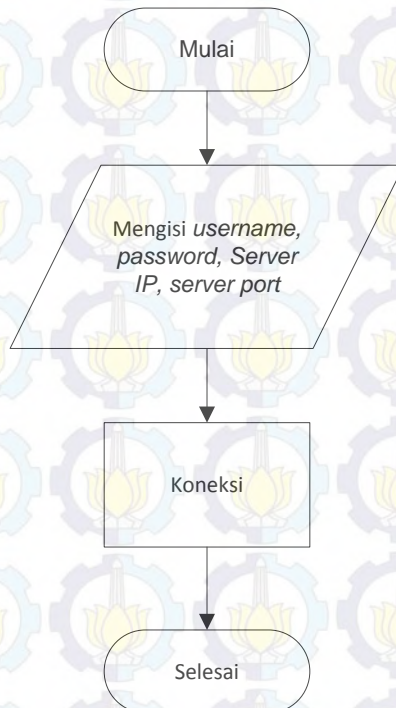 Mulai
Mengisi username,
password, Server
IP, server port
Koneksi
Selesai